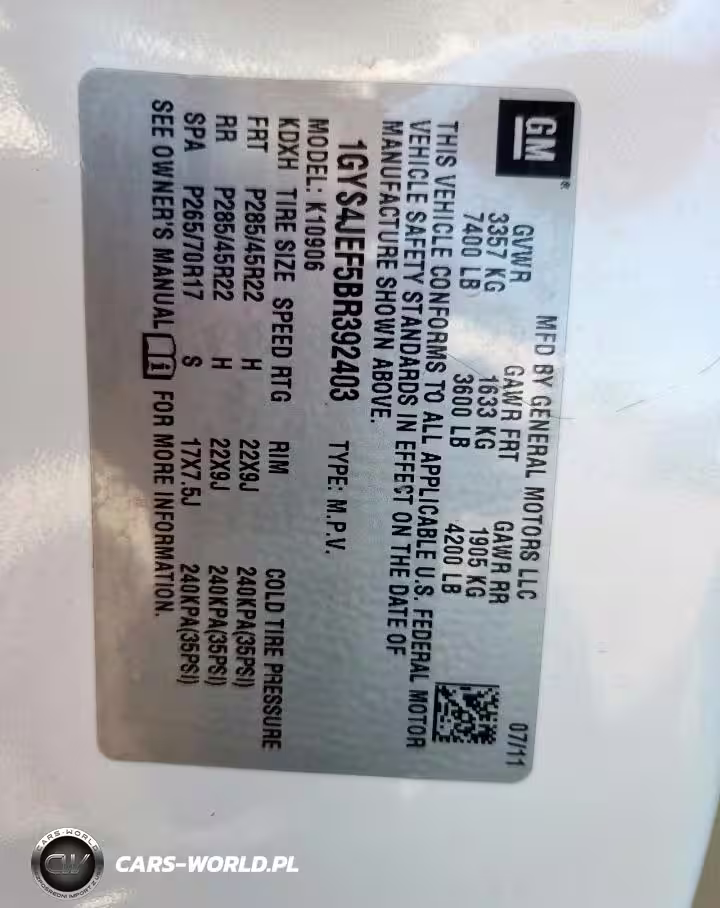 GM
MFD BY GENERAL MOTORS LLC 07/11
GVWR GAWR FRT GAWR RR
3357 KG 1633 KG 1905 KG
7400 LB 3600 LB 4200 LB
THIS VEHICLE CONFORMS TO ALL APPLICABLE U.S. FEDERAL MOTOR
VEHICLE SAFETY STANDARDS IN EFFECT ON THE DATE OF
MANUFACTURE SHOWN ABOVE.
1GYS4JEF5BR392403 TYPE: M.P.V.
MODEL: K10906
KDXH TIRE SIZE SPEED RTG RIM COLD TIRE PRESSURE
FRT P285/45R22 H 22X9J 240KPA(35PSI)
RR P285/45R22 H 22X9J 240KPA(35PSI)
SPA P265/70R17 S 17X7.5J 240KPA(35PSI)
SEE OWNER'S MANUAL FOR MORE INFORMATION.
CARS-WORLD
CW
CARS-WORLD.PL